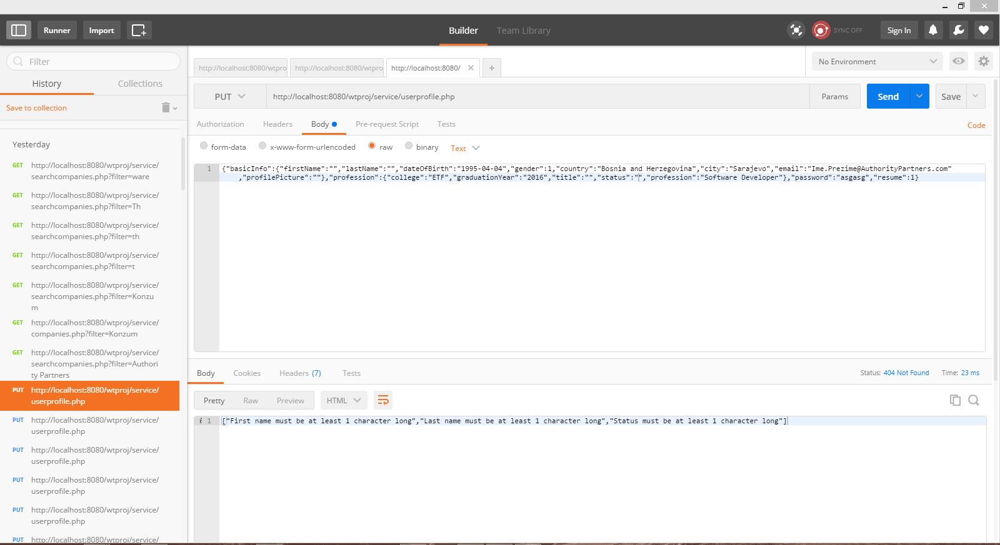 Runner
Import
Builder
Team Library
SYNC OFF
Sign In
Filter
History
Collections
Save to collection
Yesterday
GET http://localhost:8080/wtproj/service/
searchcompanies.php?filter=ware
GET http://localhost:8080/wtproj/service/
searchcompanies.php?filter=Th
GET http://localhost:8080/wtproj/service/
searchcompanies.php?filter=th
GET http://localhost:8080/wtproj/service/
searchcompanies.php?filter=t
GET http://localhost:8080/wtproj/service/
searchcompanies.php?filter=Konzu
m
GET http://localhost:8080/wtproj/service/
companies.php?filter=Konzum
GET http://localhost:8080/wtproj/service/
searchcompanies.php?filter=Authori
ty Partners
PUT http://localhost:8080/wtproj/service/
userprofile.php
PUT http://localhost:8080/wtproj/service/
userprofile.php
PUT http://localhost:8080/wtproj/service/
userprofile.php
PUT http://localhost:8080/wtproj/service/
userprofile.php
PUT http://localhost:8080/wtproj/service/
userprofile.php
PUT http://localhost:8080/wtproj/service/
http://localhost:8080/wtpro
http://localhost:8080/wtpro
http://localhost:8080/
No Environment
PUT
http://localhost:8080/wtproj/service/userprofile.php
Params
Send
Save
Authorization
Headers
Body
Pre-request Script
Tests
Code
form-data
x-www-form-urlencoded
raw
binary
Text
1 {"basicInfo":{"firstName":"","lastName":"","dateOfBirth":"1995-04-04","gender":1,"country":"Bosnia and Herzegovina","city":"Sarajevo","email":"Ime.Prezime@AuthorityPartners.com"
,"profilePicture":""},"profession":{"college":"ETF","graduationYear":"2016","title":"","status":"","profession":"Software Developer"},"password":"asgasg","resume":1}
Body
Cookies
Headers (7)
Tests
Status: 404 Not Found
Time: 23 ms
Pretty
Raw
Preview
HTML
i 1 ["First name must be at least 1 character long","Last name must be at least 1 character long","Status must be at least 1 character long"]